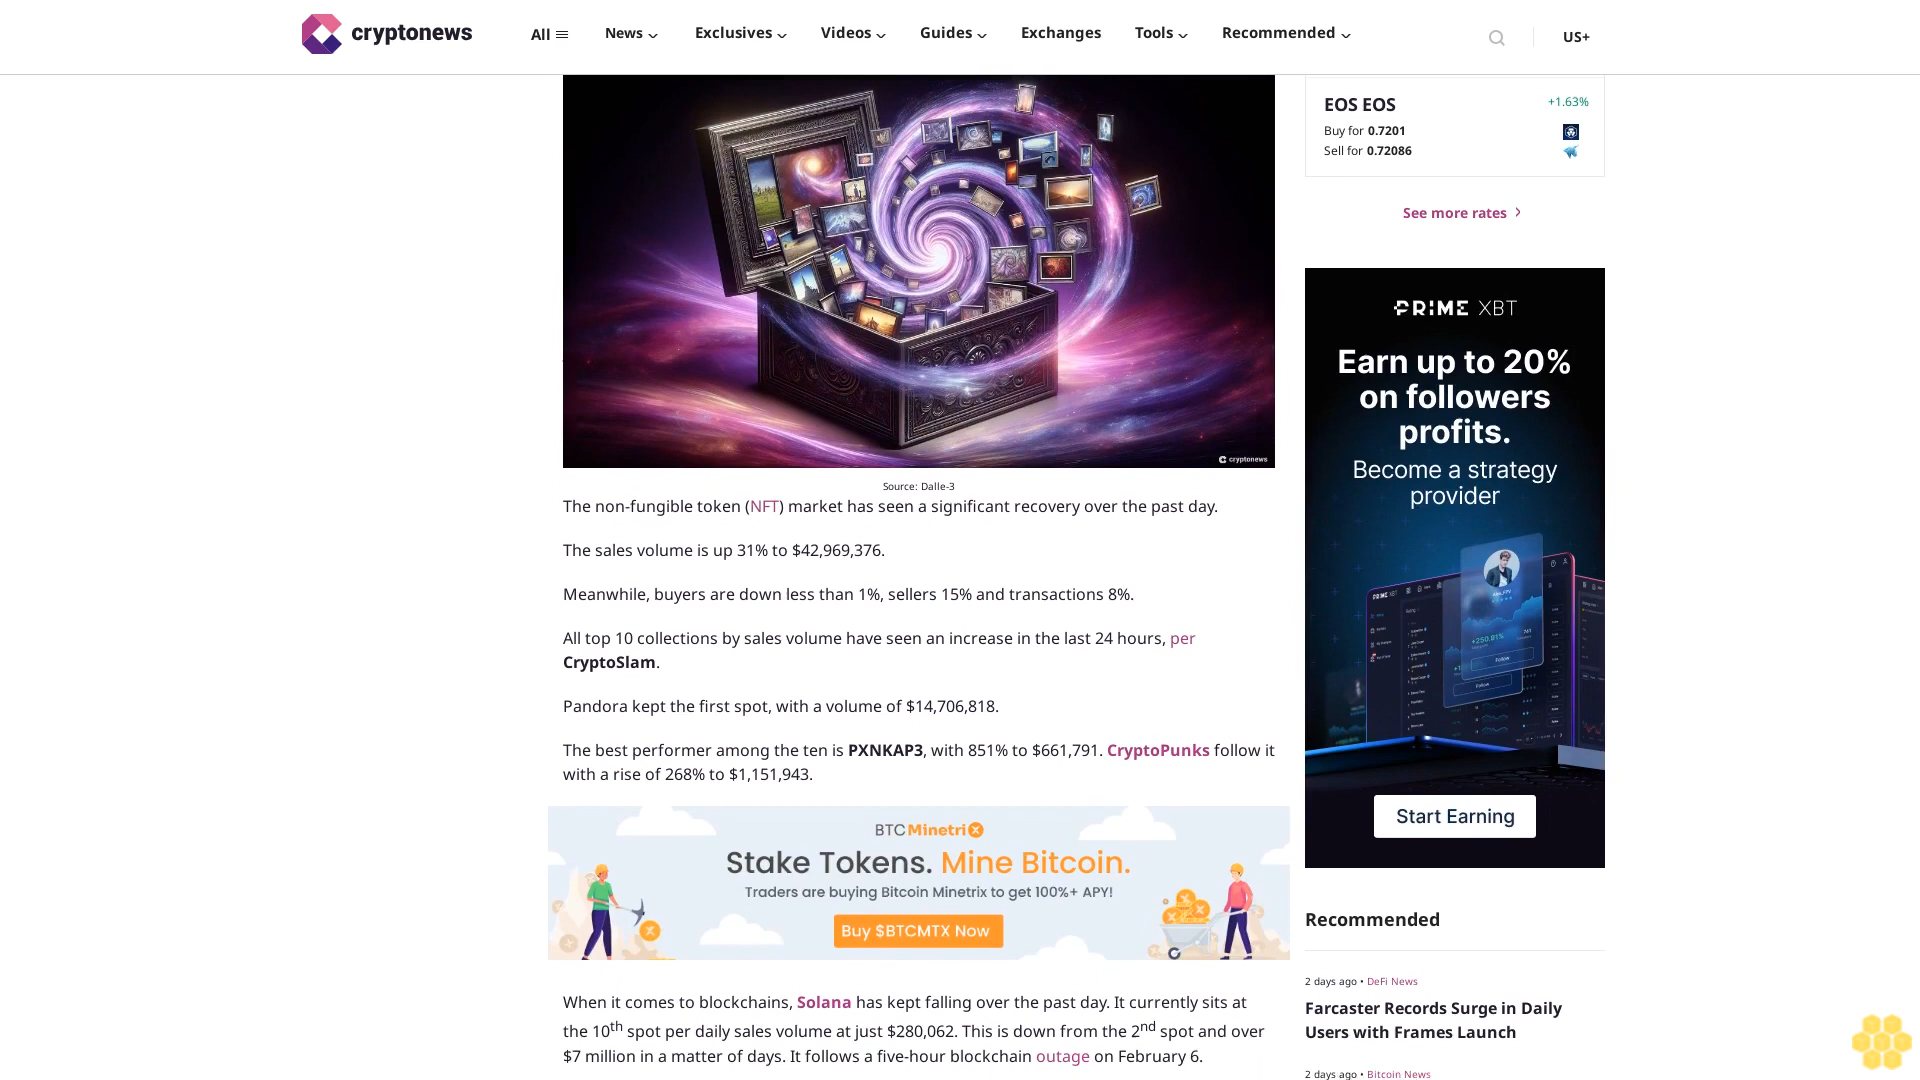 cryptonews
All
News
Exclusives
Videos
Guides
Exchanges
Tools
Recommended
US+
cryptonews
Source: Dalle-3
The non-fungible token (NFT) market has seen a significant recovery over the past day.
The sales volume is up 31% to $42,969,376.
Meanwhile, buyers are down less than 1%, sellers 15% and transactions 8%.
All top 10 collections by sales volume have seen an increase in the last 24 hours, per
CryptoSlam.
Pandora kept the first spot, with a volume of $14,706,818.
The best performer among the ten is PXNKAP3, with 851% to $661,791. CryptoPunks follow it
with a rise of 268% to $1,151,943.
BTC Minetrix
Stake Tokens. Mine Bitcoin.
Traders are buying Bitcoin Minetrix to get 100%+ APY!
Buy $BTCMTX Now
When it comes to blockchains, Solana has kept falling over the past day. It currently sits at
the 10th spot per daily sales volume at just $280,062. This is down from the 2nd spot and over
$7 million in a matter of days. It follows a five-hour blockchain outage on February 6.
EOS EOS
+1.63%
Buy for 0.7201
Sell for 0.72086
See more rates
PRIME XBT
Earn up to 20%
on followers
profits.
Become a strategy
provider
PRIME XBT
+250.91%
Follow
Follow
Start Earning
Recommended
2 days ago • DeFi News
Farcaster Records Surge in Daily
Users with Frames Launch
2 days ago • Bitcoin News